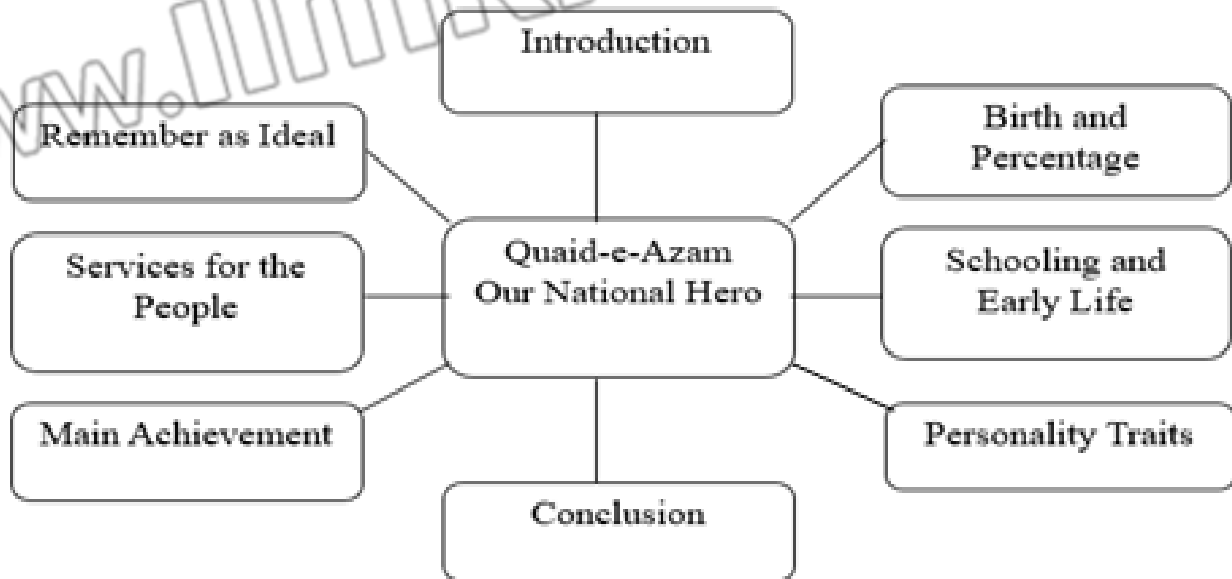 Introduction
Remember as Ideal
Birth and
Percentage
Quaid-e-Azam
Our National Hero
Services for the
People
Schooling and
Early Life
Main Achievement
Personality Traits
Conclusion